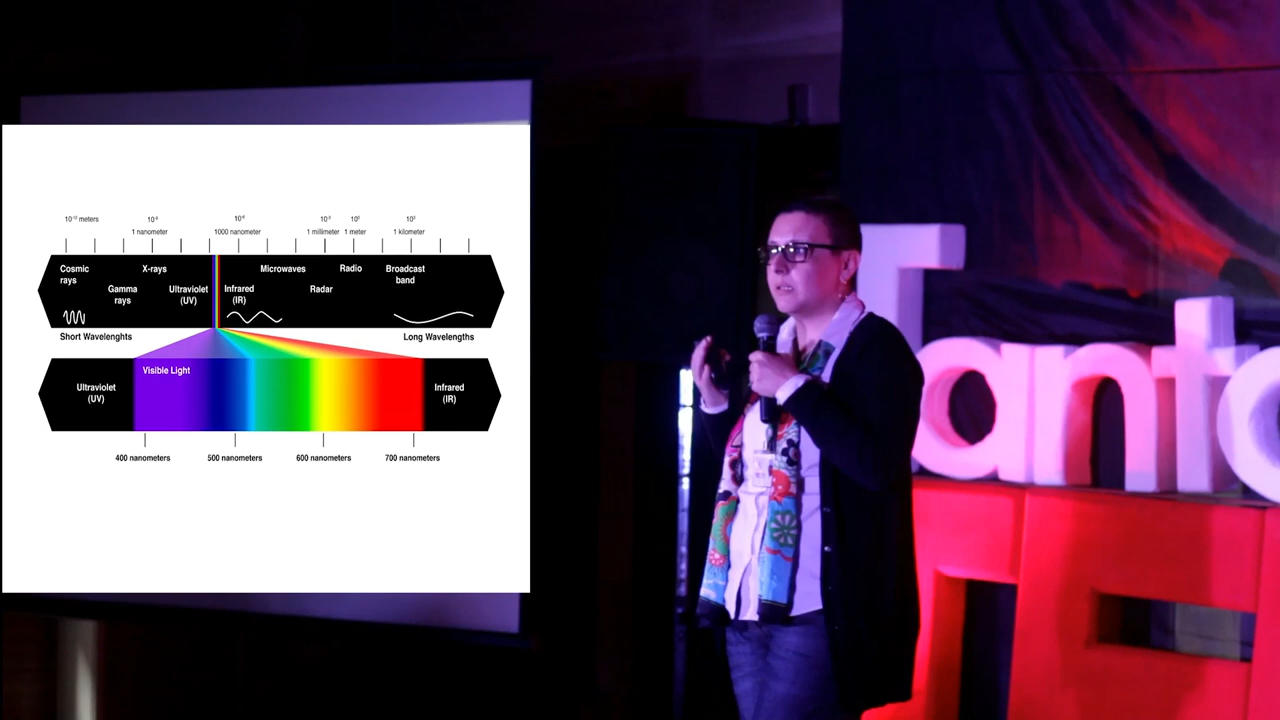 10⁻¹² meters 10⁻⁹ 10⁻⁶ 10⁻³ 10⁰ 10³
1 nanometer 1000 nanometer 1 millimeter 1 meter 1 kilometer
Cosmic rays
Gamma rays
X-rays
Ultraviolet (UV)
Infrared (IR)
Microwaves
Radar
Radio
Broadcast band
Short Wavelenghts
Long Wavelengths
Ultraviolet (UV)
Visible Light
Infrared (IR)
400 nanometers 500 nanometers 600 nanometers 700 nanometers
Tanto
TE